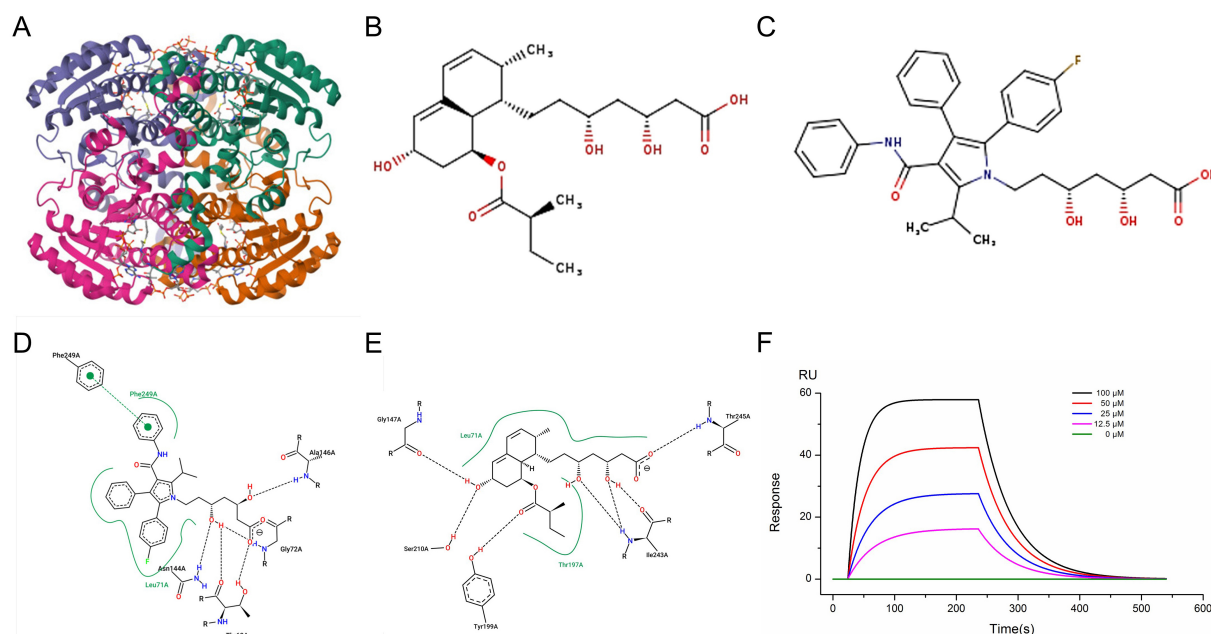 A
B
C
CH₃
OH
O
OH
OH
HO
O
O
CH₃
CH₃
F
NH
O
N
OH
O
OH
OH
H₃C
CH₃
D
E
F
Phe249A
Phe249A
Ala146A
Gly72A
Asn144A
Leu71A
R
O
H
N
R
NH
O
N
H
O
O
H
O
⊖
O
R
H
N
R
F
O
N
H
H
O
H
O
R
R
NH
Gly147A
Leu71A
Thr245A
Ser210A
Tyr199A
Thr197A
Ile243A
R
H
N
R
O
R
H
N
O
R
O
⊖
O
H
H
O
O
H
O
H
O
O
H
O
H
O
O
R
H
N
R
RU
60
40
20
0
Response
0
100
200
300
400
500
600
Time(s)
100 μM
50 μM
25 μM
12.5 μM
0 μM